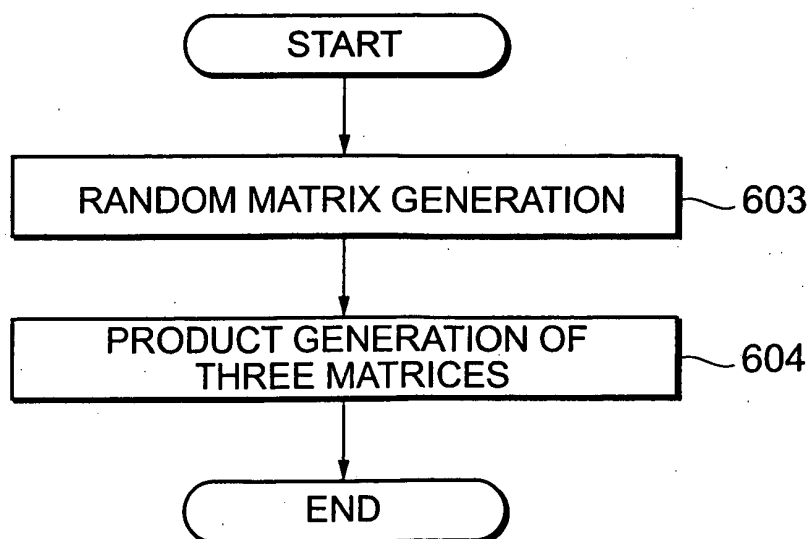 START
RANDOM MATRIX GENERATION
603
PRODUCT GENERATION OF
THREE MATRICES
604
END